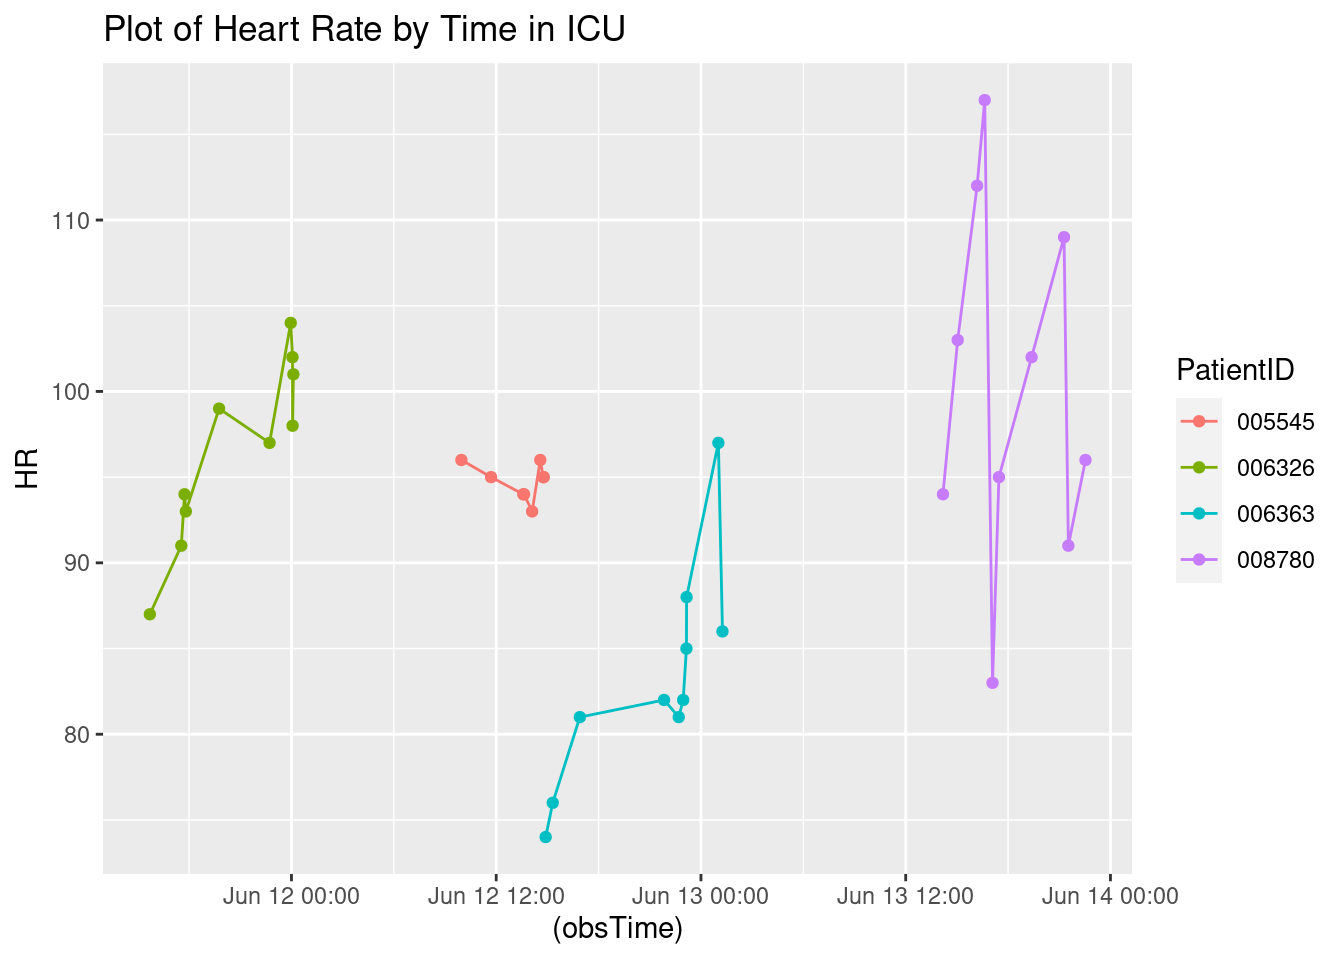 Plot of Heart Rate by Time in ICU
HR
110
100
90
80
Jun 12 00:00
Jun 12 12:00
Jun 13 00:00
Jun 13 12:00
Jun 14 00:00
(obsTime)
PatientID
005545
006326
006363
008780